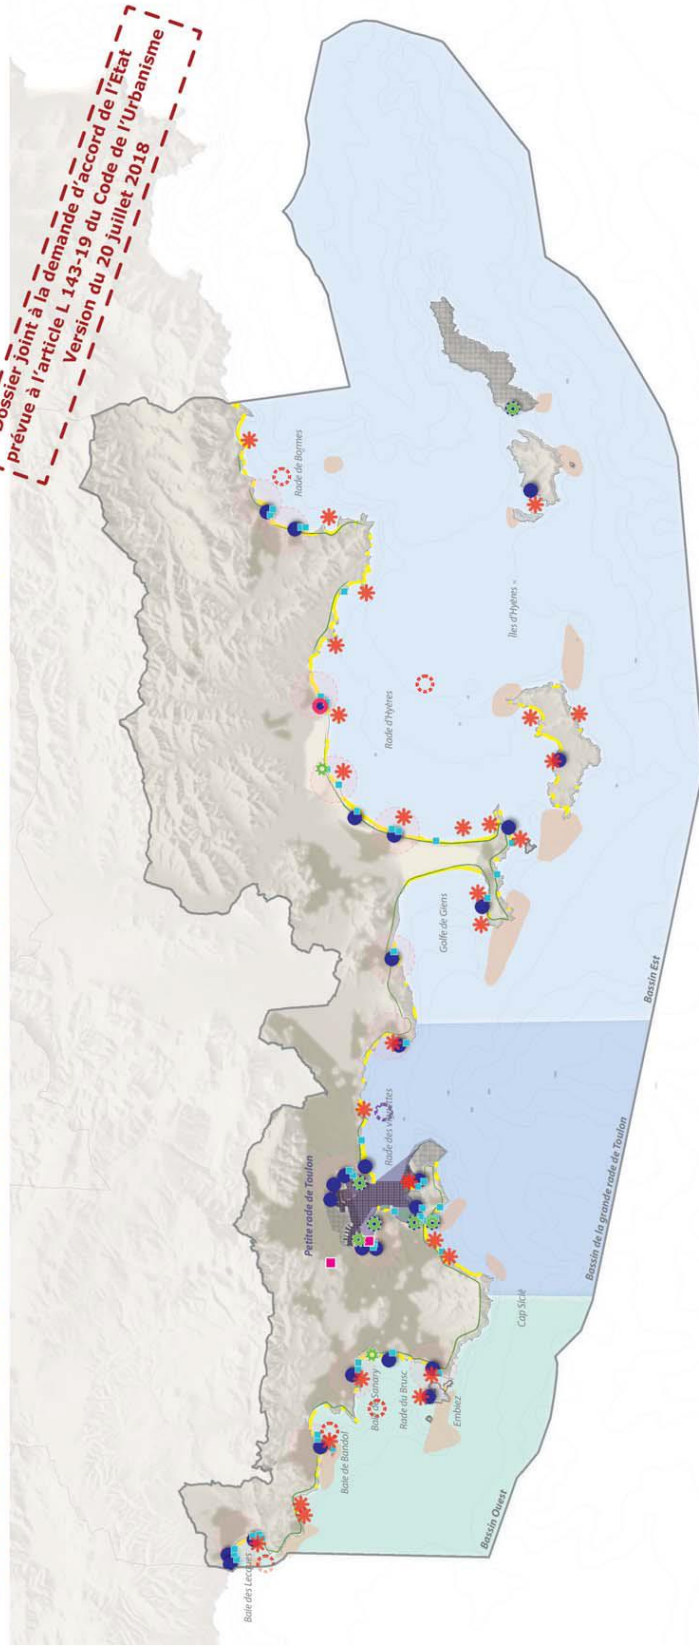 Dossier joint à la demande d'accord de l'Etat
prévue à l'article L 143-19 du Code de l'Urbanisme
Version du 20 juillet 2018
Rade de Bormes
Îles d'Hyères
Rade d'Hyères
Golfe de Giens
Bassin Est
Rade des
Petite rade de Toulon
Bassin de la grande rade de Toulon
Cap Sicié
Baie de Sanary
Rade du Brusc
Embiez
Baie de Bandol
Bassin Ouest
Baie des Lecques